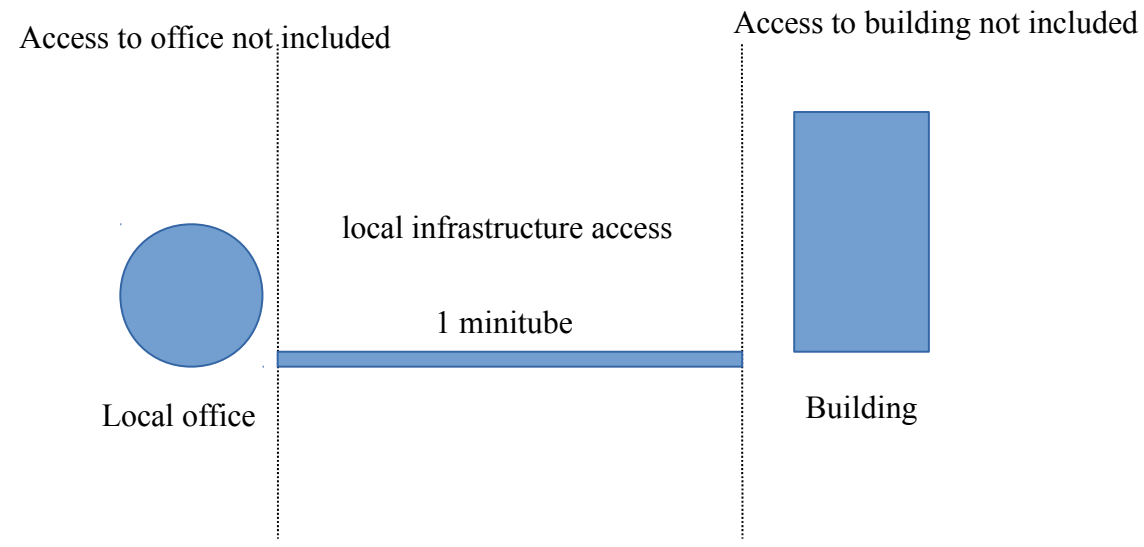 Access to office not included
Access to building not included
local infrastructure access
1 minitube
Local office
Building